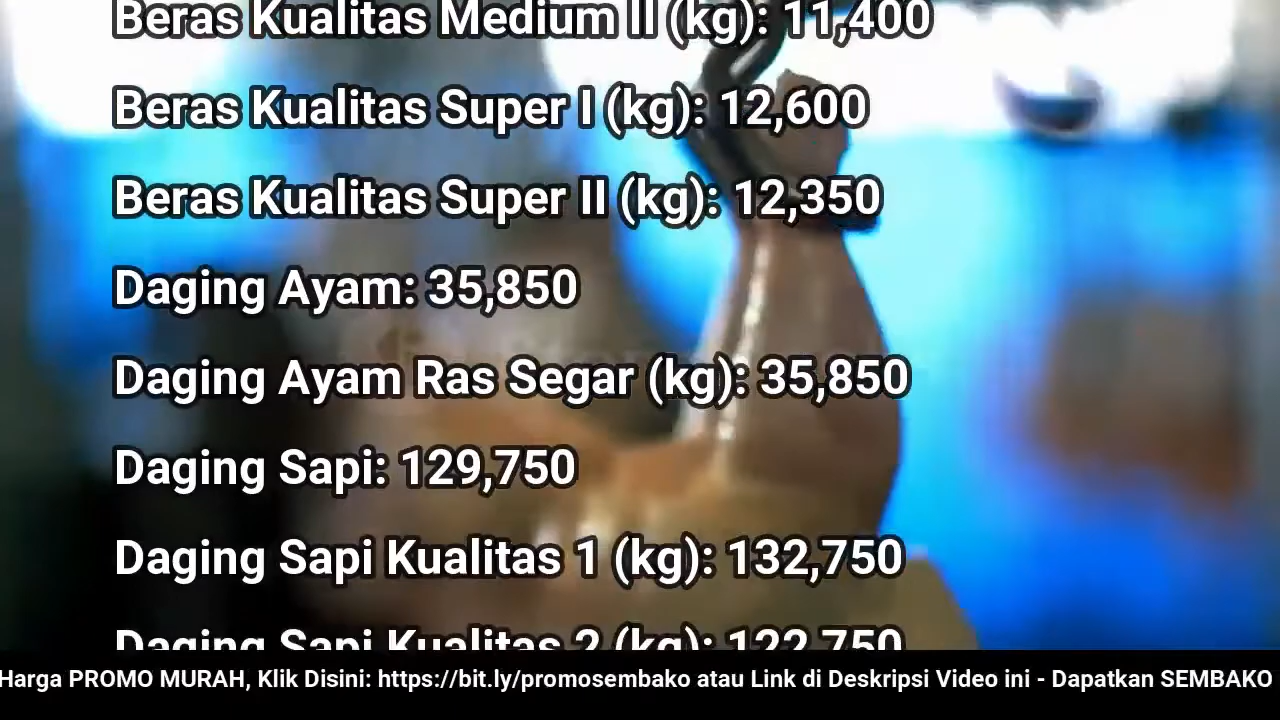 Beras Kualitas Medium II (kg): 11,400
Beras Kualitas Super I (kg): 12,600
Beras Kualitas Super II (kg): 12,350
Daging Ayam: 35,850
Daging Ayam Ras Segar (kg): 35,850
Daging Sapi: 129,750
Daging Sapi Kualitas 1 (kg): 132,750
Daging Sapi Kualitas 2 (kg): 122,750
Harga PROMO MURAH, Klik Disini: https://bit.ly/promosembako atau Link di Deskripsi Video ini - Dapatkan SEMBAKO